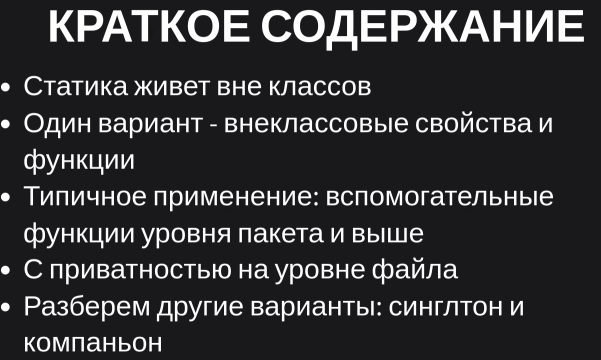 КРАТКОЕ СОДЕРЖАНИЕ
• Статика живет вне классов
• Один вариант - внеклассовые свойства и
функции
• Типичное применение: вспомогательные
функции уровня пакета и выше
• С приватностью на уровне файла
• Разберем другие варианты: синглтон и
компаньон